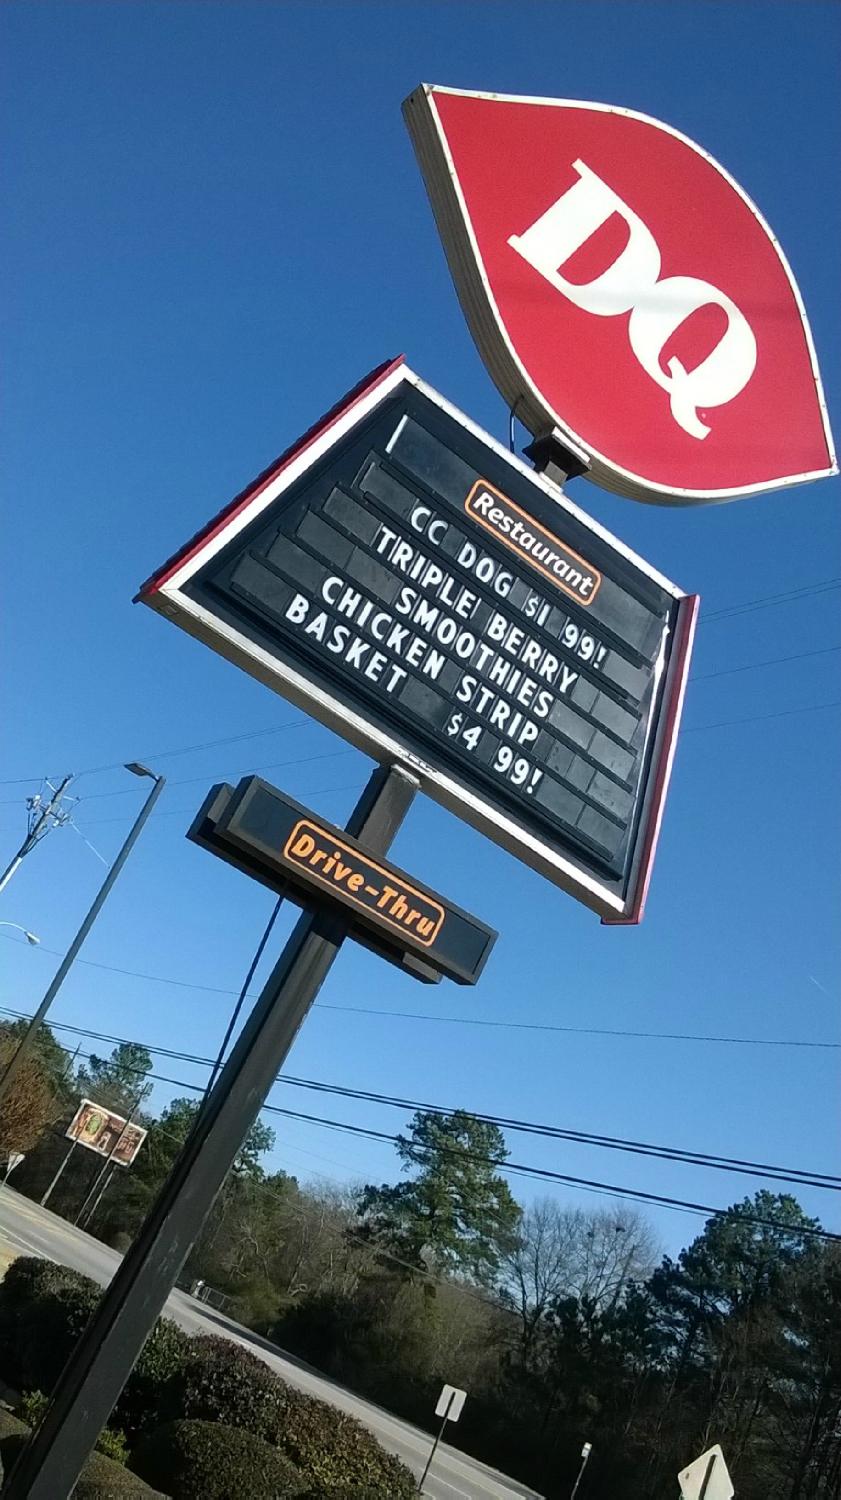 DQ
Restaurant
CC DOG $1 99!
TRIPLE BERRY
SMOOTHIES
CHICKEN STRIP
BASKET $4 99!
Drive-Thru